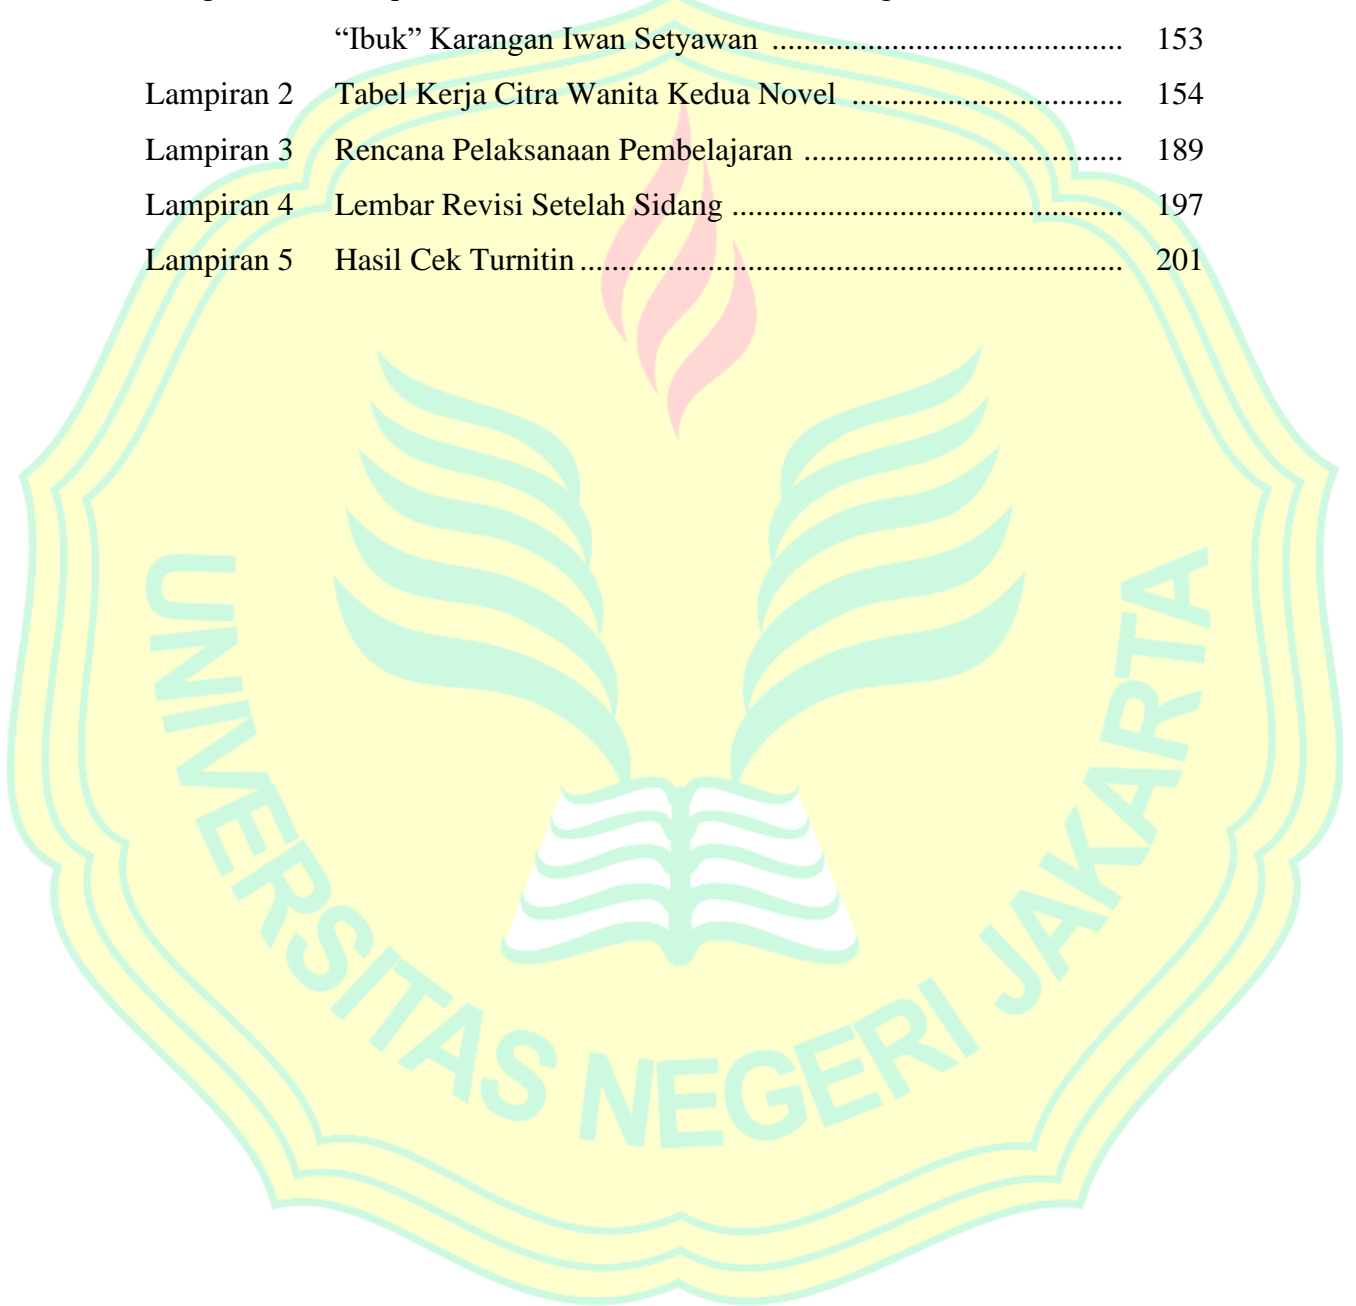 “Ibuk” Karangan Iwan Setyawan ............................................ 153
Lampiran 2 Tabel Kerja Citra Wanita Kedua Novel .................................. 154
Lampiran 3 Rencana Pelaksanaan Pembelajaran ........................................ 189
Lampiran 4 Lembar Revisi Setelah Sidang ................................................. 197
Lampiran 5 Hasil Cek Turnitin .................................................................... 201
UNIVERSITAS NEGERI JAKARTA